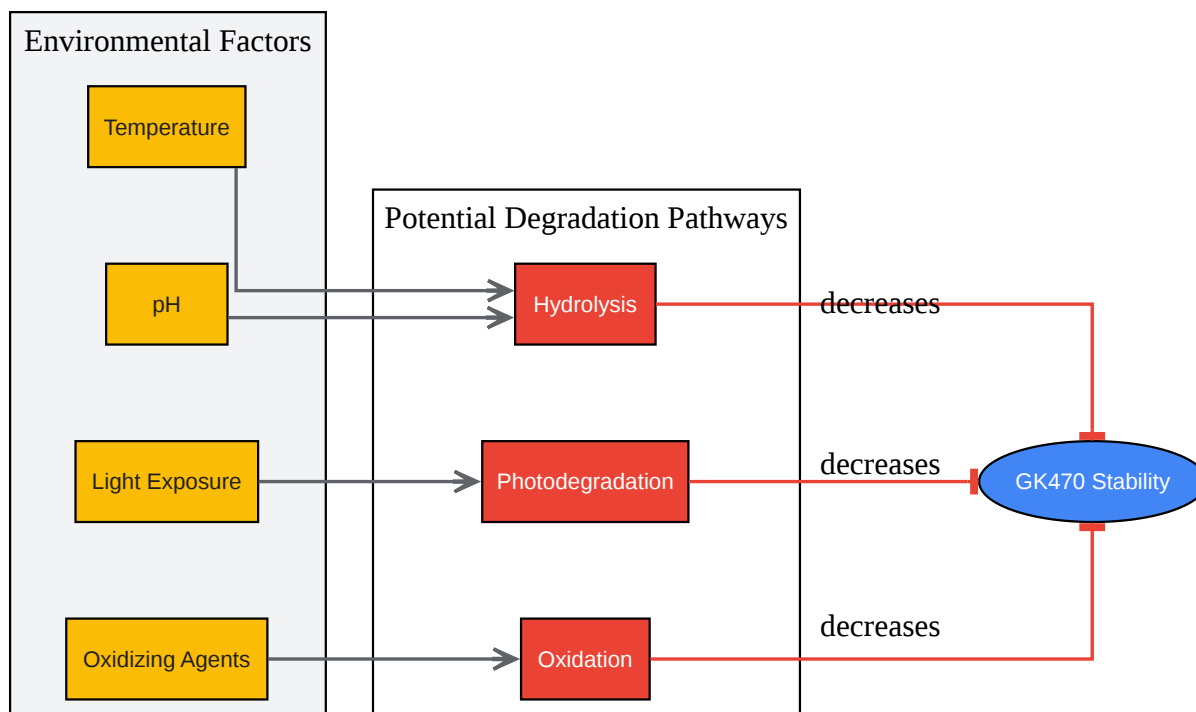 Environmental Factors
Temperature
Potential Degradation Pathways
pH
Hydrolysis
decreases
Light Exposure
Photodegradation
decreases
GK470 Stability
Oxidizing Agents
Oxidation
decreases